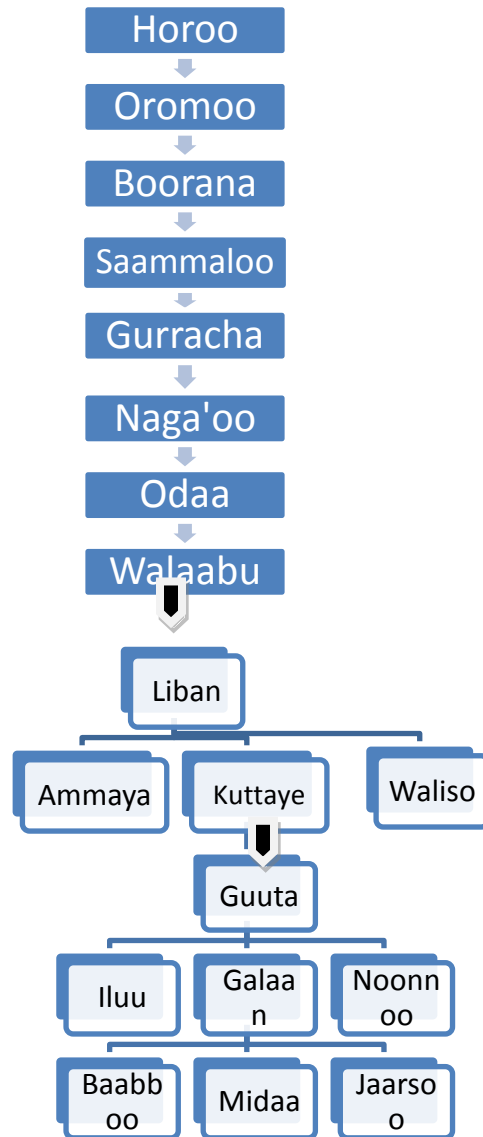 Horoo
Oromoo
Boorana
Saammaloo
Gurracha
Naga'oo
Odaa
Walaabu
Liban
Ammaya
Kuttaye
Waliso
Guuta
Iluu
Galaa
n
Noonn
oo
Baabb
oo
Midaa
Jaarso
o